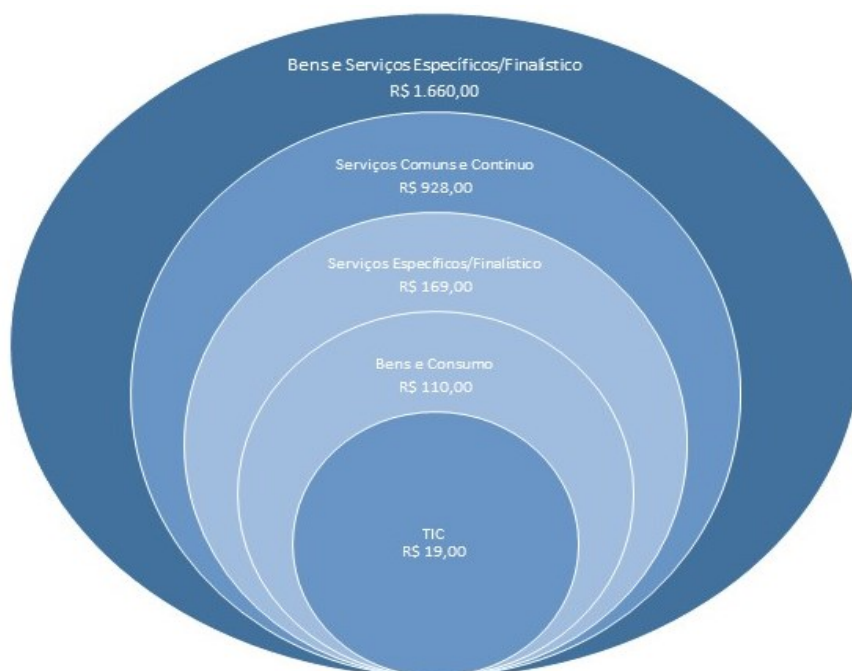 Bens e Serviços Específicos/Finalístico
R$ 1.660,00
Serviços Comuns e Continuo
R$ 928,00
Serviços Específicos/Finalístico
R$ 169,00
Bens e Consumo
R$ 110,00
TIC
R$ 19,00